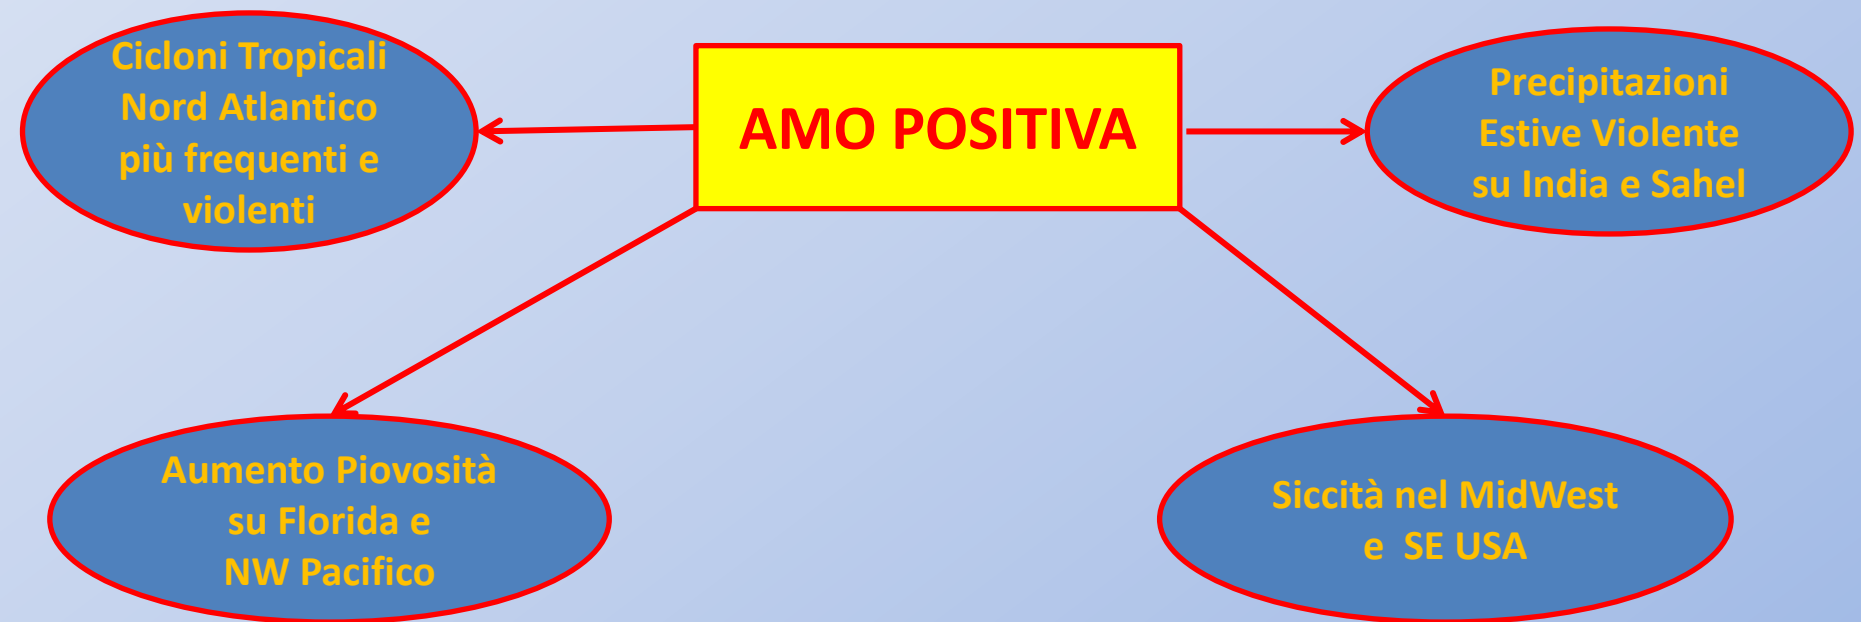 Cicloni Tropicali
Nord Atlantico
più frequenti e
violenti
AMO POSITIVA
Precipitazioni
Estive Violente
su India e Sahel
Aumento Piovosità
su Florida e
NW Pacifico
Siccità nel MidWest
e SE USA